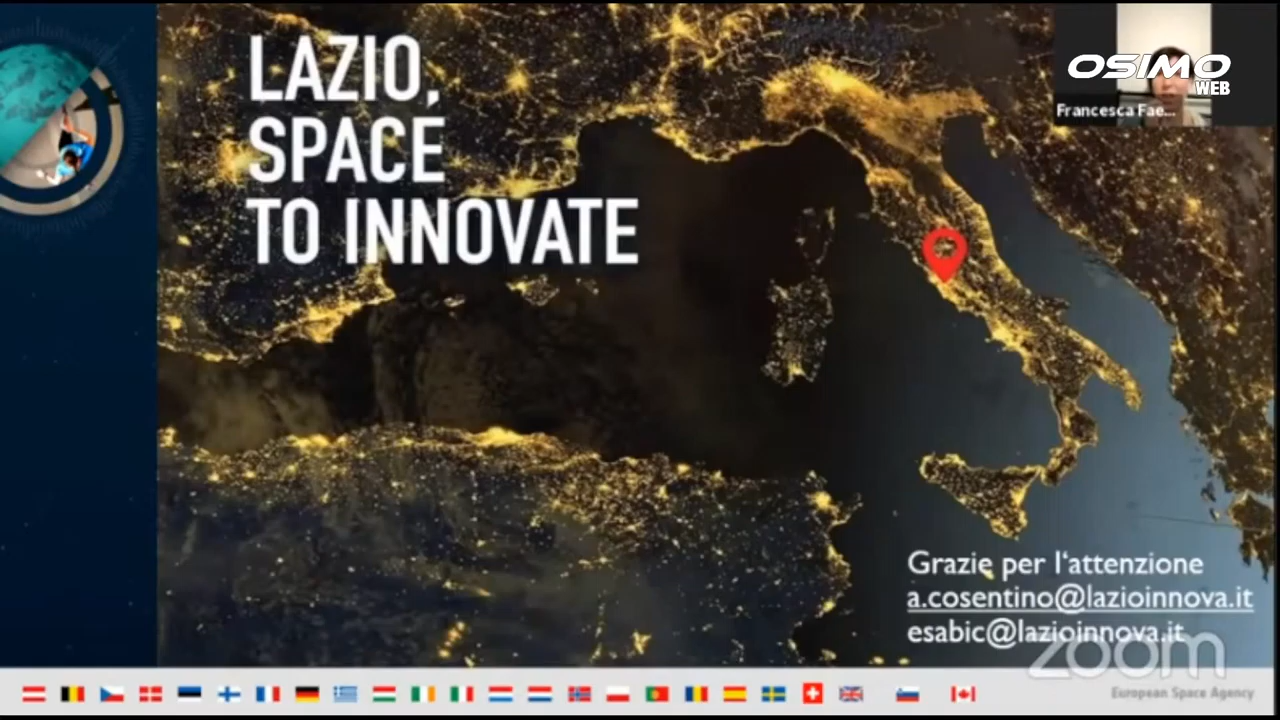 LAZIO,
SPACE
TO INNOVATE
OSIMO
WEB
Francesca Fae...
Grazie per l'attenzione
a.cosentino@lazioinnova.it
esabic@lazioinnova.it
zoom
European Space Agency